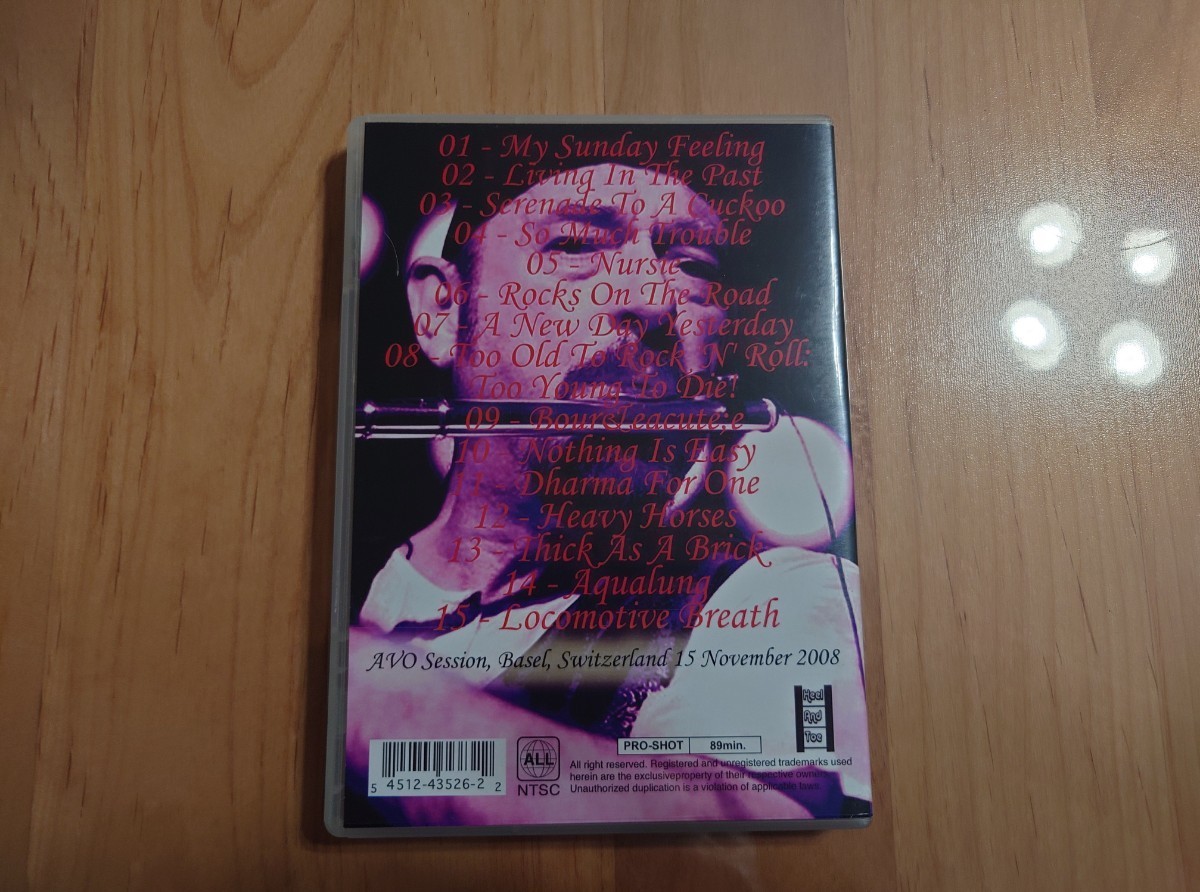 01 - My Sunday Feeling
02 - Living In The Past
03 - Serenade To A Cuckoo
04 - So Much Trouble
05 - Nursie
06 - Rocks On The Road
07 - A New Day Yesterday
08 - Too Old To Rock 'N' Roll:
Too Young To Die!
09 - Bour&Eeacute;e
10 - Nothing Is Easy
11 - Dharma For One
12 - Heavy Horses
13 - Thick As A Brick
14 - Aqualung
15 - Locomotive Breath
AVO Session, Basel, Switzerland 15 November 2008
Heel
And
Toe
PRO-SHOT 89min.
5 4512-43526-2 2
ALL
NTSC
All right reserved. Registered and unregistered trademarks used
herein are the exclusiveproperty of their respective owners.
Unauthorized duplication is a violation of applicable laws.